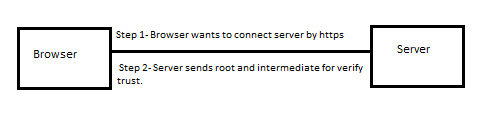 Step 1- Browser wants to connect server by https
Browser
Server
Step 2- Server sends root and intermediate for verify
trust.